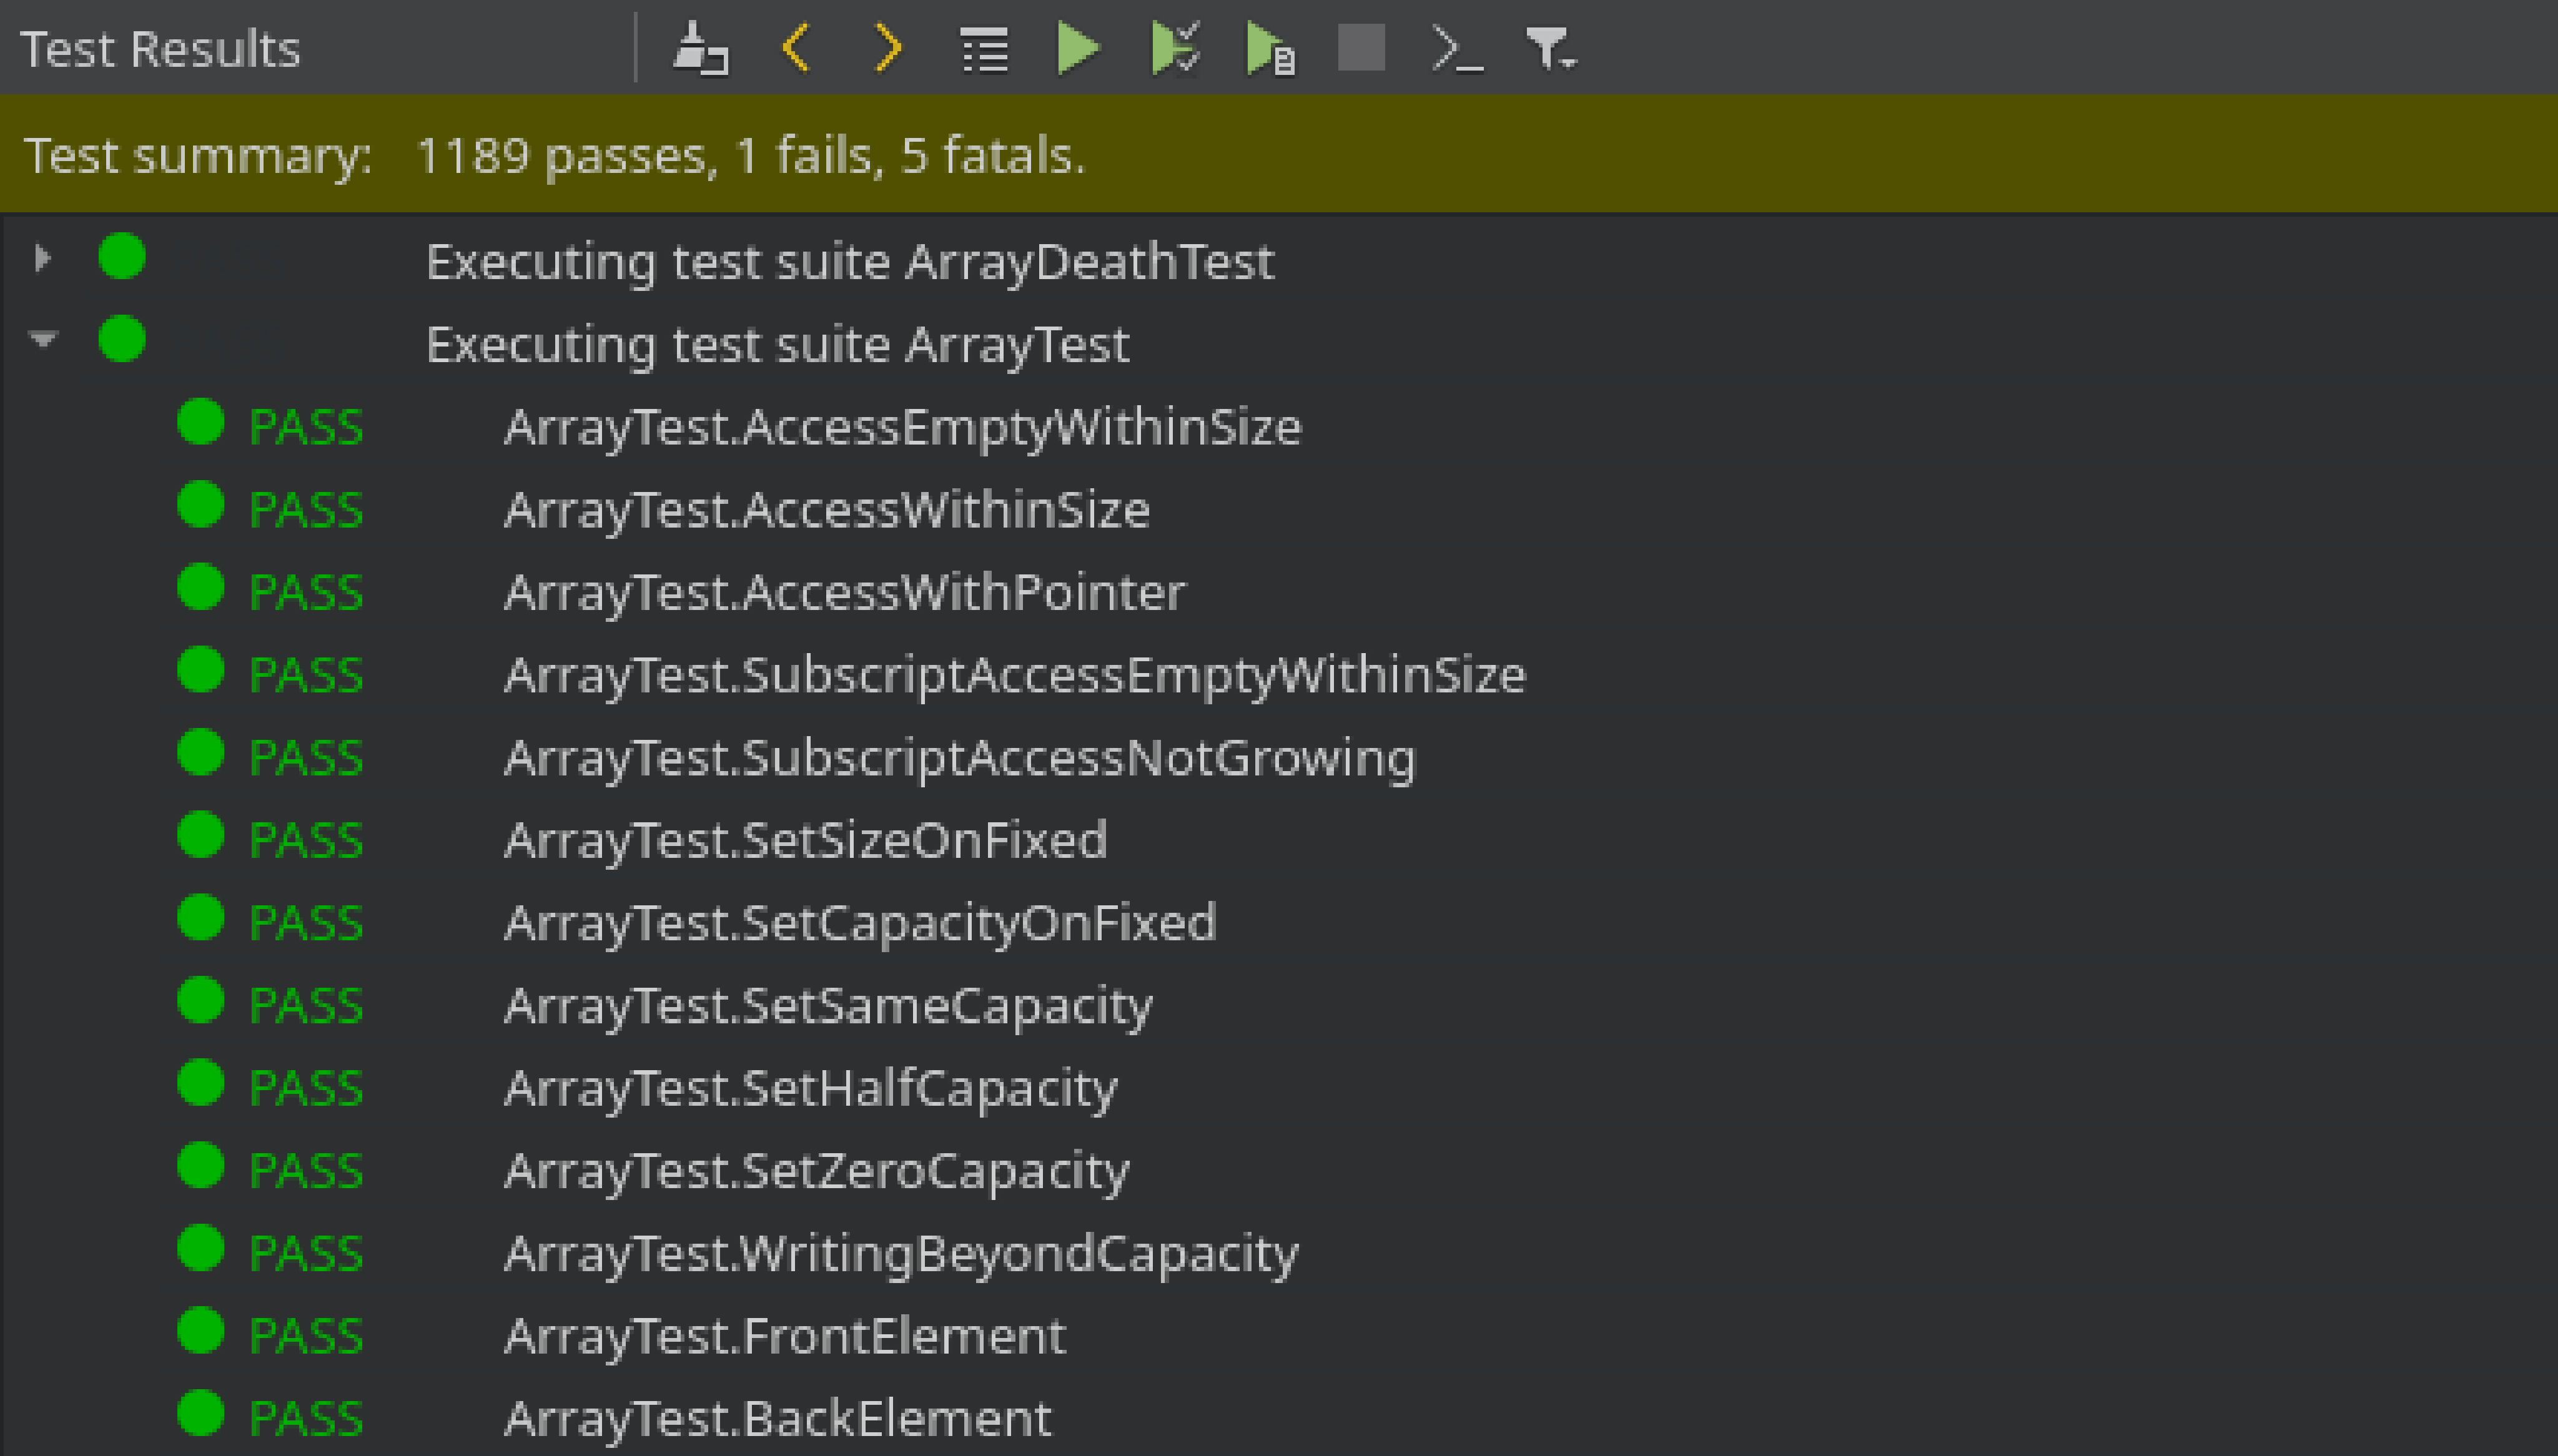 Test Results
Test summary: 1189 passes, 1 fails, 5 fatals.
Executing test suite ArrayDeathTest
Executing test suite ArrayTest
PASS ArrayTest.AccessEmptyWithinSize
PASS ArrayTest.AccessWithinSize
PASS ArrayTest.AccessWithPointer
PASS ArrayTest.SubscriptAccessEmptyWithinSize
PASS ArrayTest.SubscriptAccessNotGrowing
PASS ArrayTest.SetSizeOnFixed
PASS ArrayTest.SetCapacityOnFixed
PASS ArrayTest.SetSameCapacity
PASS ArrayTest.SetHalfCapacity
PASS ArrayTest.SetZeroCapacity
PASS ArrayTest.WritingBeyondCapacity
PASS ArrayTest.FrontElement
PASS ArrayTest.BackElement